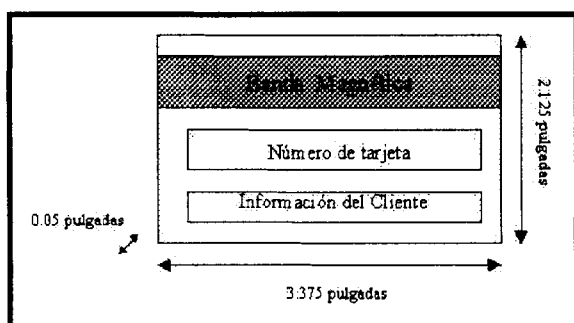 Banda Magnética
Número de tarjeta
Información del Cliente
0.05 pulgadas
2.125 pulgadas
3.375 pulgadas